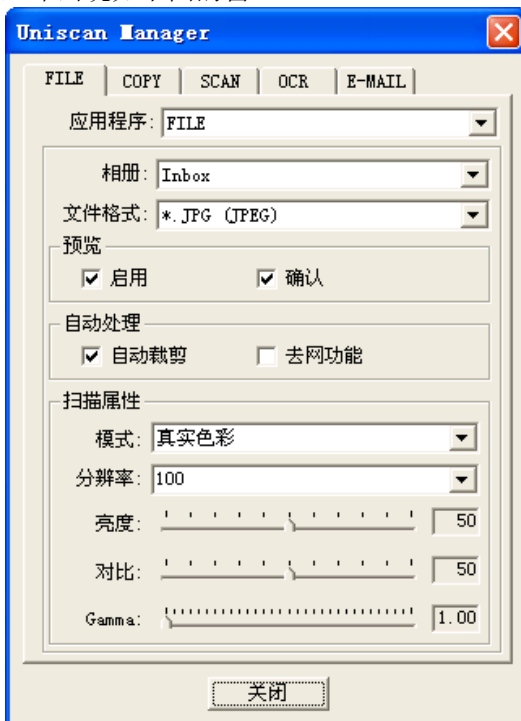 Uniscan Manager
FILE COPY SCAN OCR E-MAIL
应用程序: FILE
相册: Inbox
文件格式: *.JPG (JPEG)
预览
启用 确认
自动处理
自动裁剪 去网功能
扫描属性
模式: 真实色彩
分辨率: 100
亮度: 50
对比: 50
Gamma: 1.00
关闭